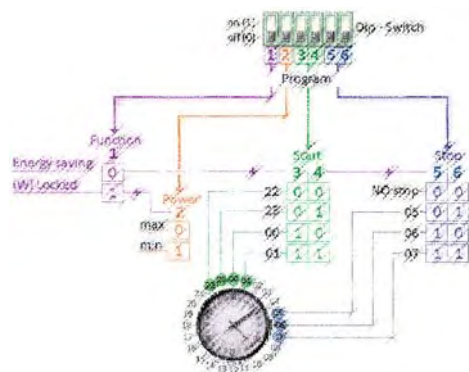 on (1)
off (0)
Dip - Switch
1 2 3 4 5 6
Program
Function
1
Energy saving 0
(W) Locked 1
Power
2
max 0
min 1
Start
3 4
22 0 0
23 0 1
00 1 0
01 1 1
Stop
5 6
NO stop 0 0
05 0 1
06 1 0
07 1 1